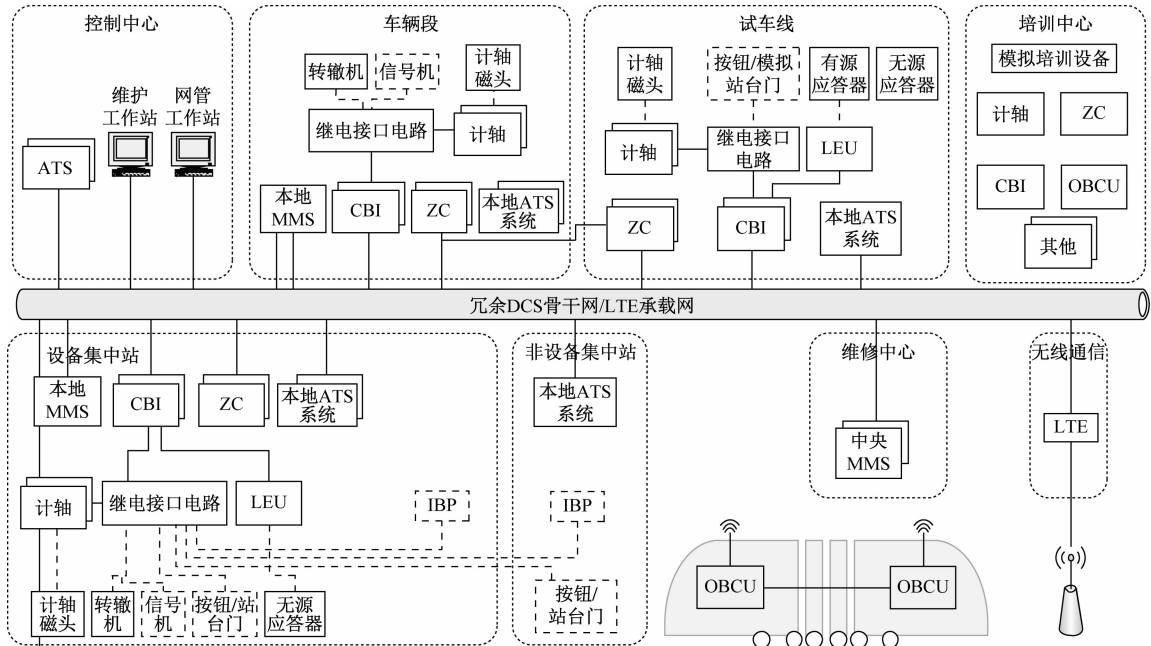 控制中心
维护
工作站
网管
工作站
ATS
车辆段
转辙机
信号机
计轴
磁头
继电接口电路
计轴
本地
MMS
CBI
ZC
本地ATS
系统
试车线
计轴
磁头
按钮/模拟
站台门
有源
应答器
无源
应答器
计轴
继电接口
电路
LEU
ZC
CBI
本地ATS
系统
培训中心
模拟培训设备
计轴
ZC
CBI
OBCU
其他
冗余DCS骨干网/LTE承载网
设备集中站
本地
MMS
CBI
ZC
本地ATS
系统
计轴
继电接口电路
LEU
IBP
计轴
磁头
转辙
机
信号
机
按钮/站
台门
无源
应答器
非设备集中站
本地ATS
系统
IBP
按钮/
站台门
维修中心
中央
MMS
无线通信
LTE
OBCU
OBCU